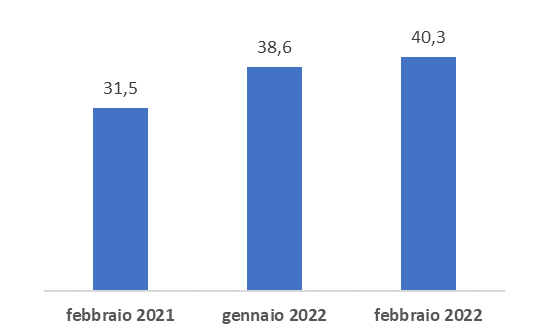 31,5
38,6
40,3
febbraio 2021
gennaio 2022
febbraio 2022